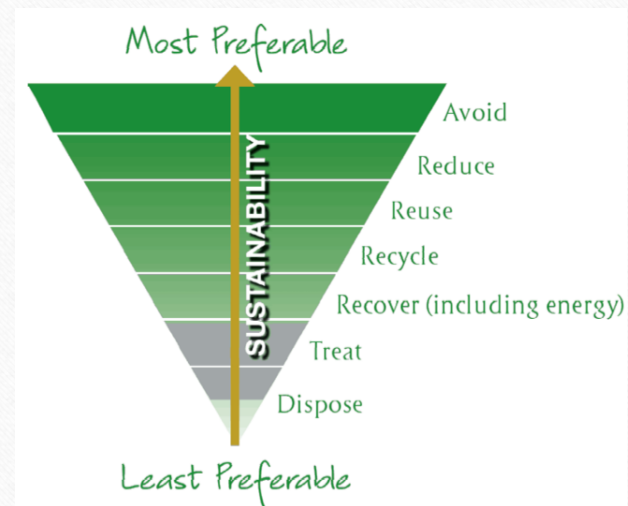 Most Preferable
Avoid
Reduce
Reuse
Recycle
Recover (including energy)
Treat
Dispose
SUSTAINABILITY
Least Preferable